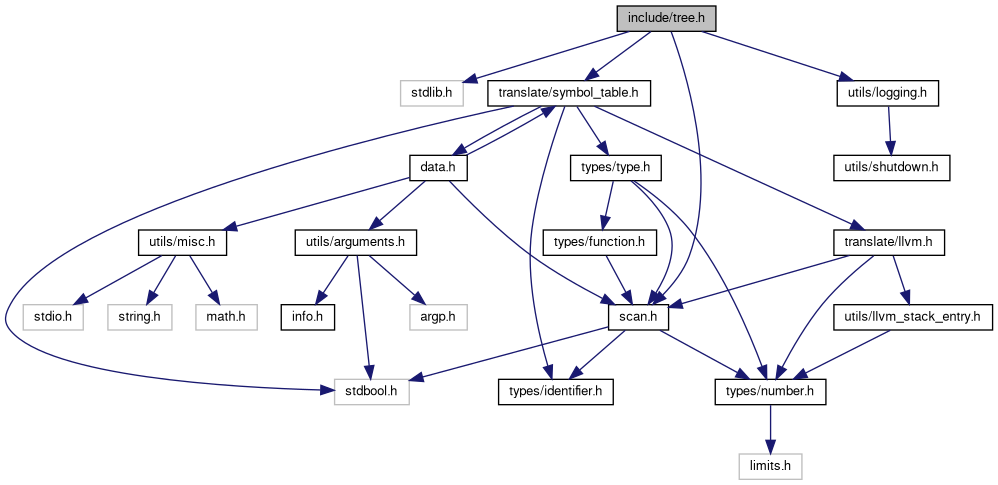 include/tree.h
stdlib.h
translate/symbol_table.h
utils/logging.h
data.h
types/type.h
utils/shutdown.h
utils/misc.h
utils/arguments.h
types/function.h
translate/llvm.h
stdio.h
string.h
math.h
info.h
argp.h
scan.h
utils/llvm_stack_entry.h
stdbool.h
types/identifier.h
types/number.h
limits.h